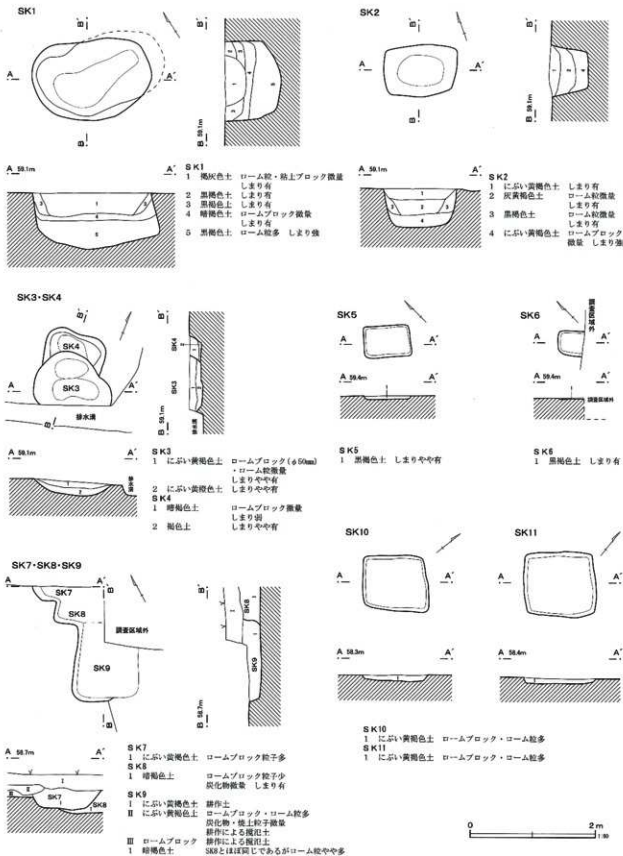 SK1
SK2
A A'
B B'
A 59.1m A'
B 59.1m B'
SK1
1 褐灰色土 ローム粒・粘土ブロック微量
しまり有
2 黒褐色土 しまり有
3 黒褐色土 しまり有
4 暗褐色土 ロームブロック微量
しまり有
5 黒褐色土 ローム粒多 しまり強
A A'
B B'
A 59.1m A'
B 59.1m B'
SK2
1 にぶい黄褐色土 しまり有
2 灰黄褐色土 ローム粒微量
しまり有
3 黒褐色土 ローム粒微量
しまり有
4 にぶい黄褐色土 ロームブロック
微量 しまり強
SK3・SK4
SK4
SK3
A A'
B B'
排水溝
A 59.1m A'
排水溝
SK4
SK3
B 59.1m B'
排水溝
SK3
1 にぶい黄褐色土 ロームブロック(φ50㎜)
・ローム粒微量
しまりやや有
2 にぶい黄橙色土 しまりやや有
SK4
1 暗褐色土 ロームブロック微量
しまり弱
2 褐色土 しまりやや有
SK5
A A'
A 59.4m A'
SK5
1 黒褐色土 しまりやや有
SK6
調査区域外
A A'
A 59.4m A'
調査区域外
SK6
1 黒褐色土 しまり有
SK7・SK8・SK9
A A'
B B'
SK7
SK8
SK9
調査区域外
SK8
SK9
B 58.7m B'
A 58.7m A'
SK7
SK8
SK7
1 にぶい黄褐色土 ロームブロック粒子多
SK8
1 暗褐色土 ロームブロック粒子少
炭化物微量 しまり有
SK9
Ⅰ にぶい黄褐色土 耕作土
Ⅱ にぶい黄褐色土 ロームブロック・ローム粒多
炭化物・焼土粒子微量
耕作による攪氾土
Ⅲ ロームブロック 耕作による攪氾土
1 暗褐色土 SK8とほぼ同じであるがローム粒やや多
SK10
A A'
A 58.3m A'
SK11
A A'
A 58.4m A'
SK10
1 にぶい黄褐色土 ロームブロック・ローム粒多
SK11
1 にぶい黄褐色土 ロームブロック・ローム粒多
0 2m